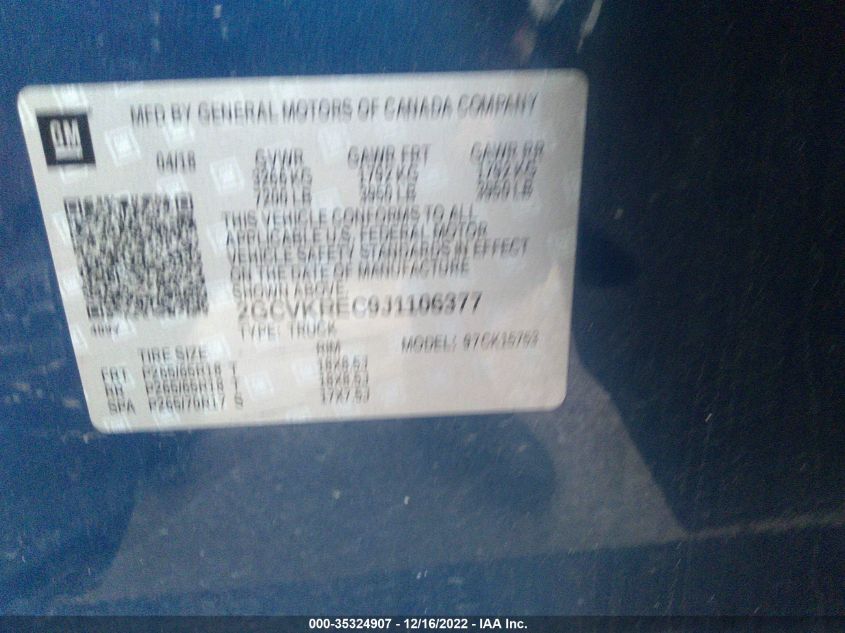 MFD BY GENERAL MOTORS OF CANADA COMPANY
GM
04/18 GVWR GAWR FRT GAWR RR
3266 KG 1792 KG 1792 KG
7200 LB 3950 LB 3950 LB
THIS VEHICLE CONFORMS TO ALL
APPLICABLE U.S. FEDERAL MOTOR
VEHICLE SAFETY STANDARDS IN EFFECT
ON THE DATE OF MANUFACTURE
SHOWN ABOVE
2GCVKREC9J1106377
TYPE: TRUCK
TIRE SIZE RIM MODEL:
FRT P265/65R18 T 18X8.5J
RR P265/65R18 T 18X8.5J
SPA P265/70R17 S 17X7.5J
000-35324907 - 12/16/2022 - IAA Inc.